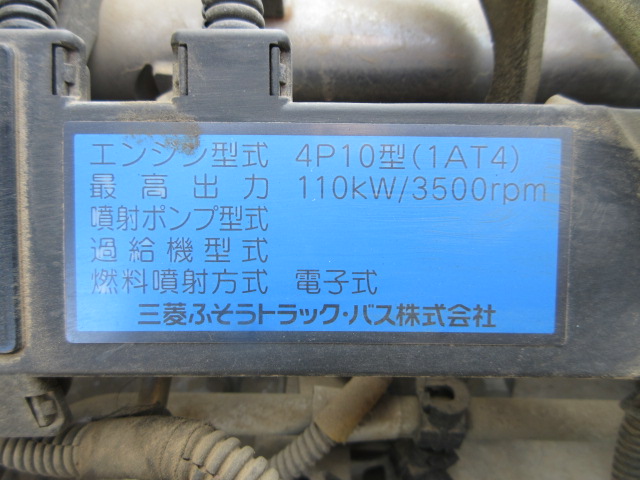 エンジン型式 4P10型(1AT4)
最高出力 110kW/3500rpm
噴射ポンプ型式
過給機型式
燃料噴射方式 電子式
三菱ふそうトラック・バス株式会社